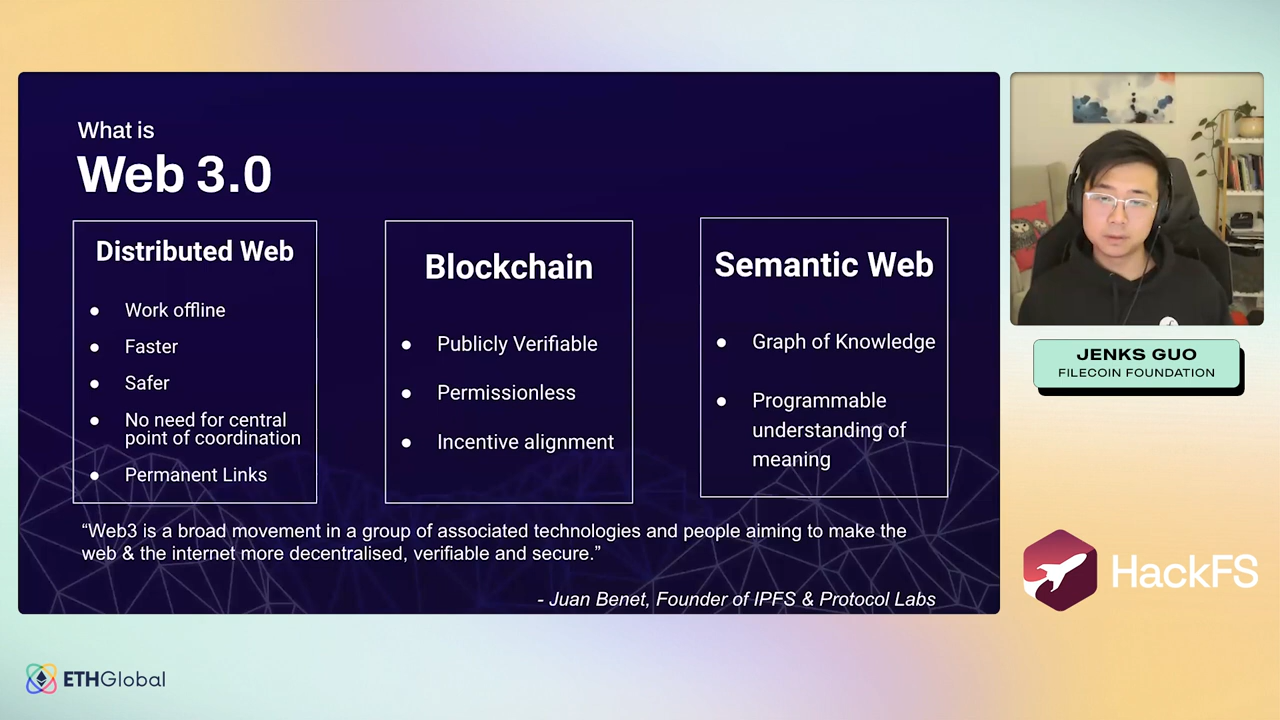 What is
Web 3.0
Distributed Web
● Work offline
● Faster
● Safer
● No need for central
point of coordination
● Permanent Links
Blockchain
● Publicly Verifiable
● Permissionless
● Incentive alignment
Semantic Web
● Graph of Knowledge
● Programmable
understanding of
meaning
“Web3 is a broad movement in a group of associated technologies and people aiming to make the
web & the internet more decentralised, verifiable and secure.”
- Juan Benet, Founder of IPFS & Protocol Labs
JENKS GUO
FILECOIN FOUNDATION
HackFS
ETHGlobal